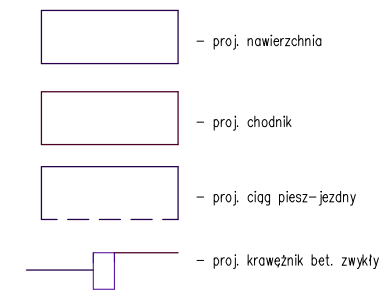 - proj. nawierzchnia
- proj. chodnik
- proj. ciąg piesz-jezdny
- proj. krawężnik bet. zwykły